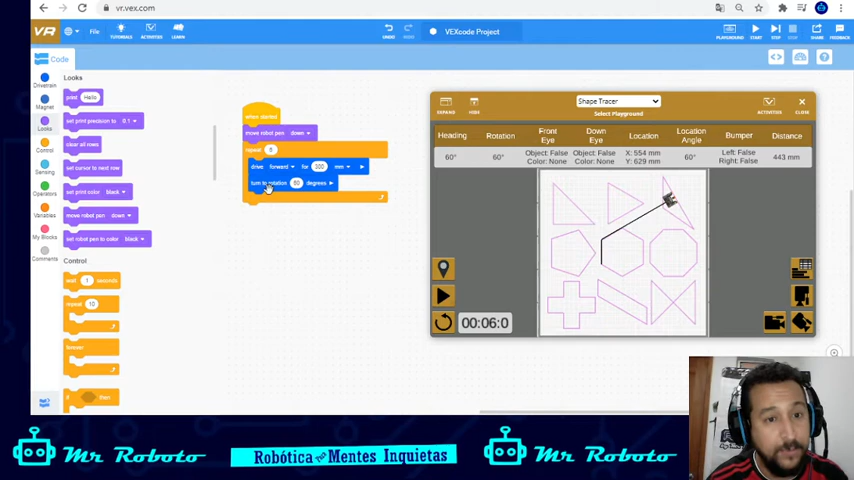 vr.vex.com
VR
File
TUTORIALS
ACTIVITIES
LEARN
UNDO
REDO
VEXcode Project
PLAYGROUND
START
STEP
STOP
SHARE
FEEDBACK
Code
Drivetrain
Magnet
Looks
Control
Sensing
Operators
Variables
My Blocks
Comments
Looks
print Hello
set print precision to 0.1
clear all rows
set cursor to next row
set print color black
move robot pen down
set robot pen to color black
Control
wait 1 seconds
repeat 10
forever
if then
when started
move robot pen down
repeat
drive forward for 300 mm
turn to rotation 60 degrees
EXPAND
HIDE
Shape Tracer
Select Playground
ACTIVITIES
CLOSE
Heading Rotation Front Eye Down Eye Location Location Angle Bumper Distance
60° 60° Object: False Color: None Object: False Color: None X: 554 mm Y: 629 mm 60° Left: False Right: False 443 mm
00:06:0
Mr Roboto
Robótica Para Mentes Inquietas
Mr Roboto